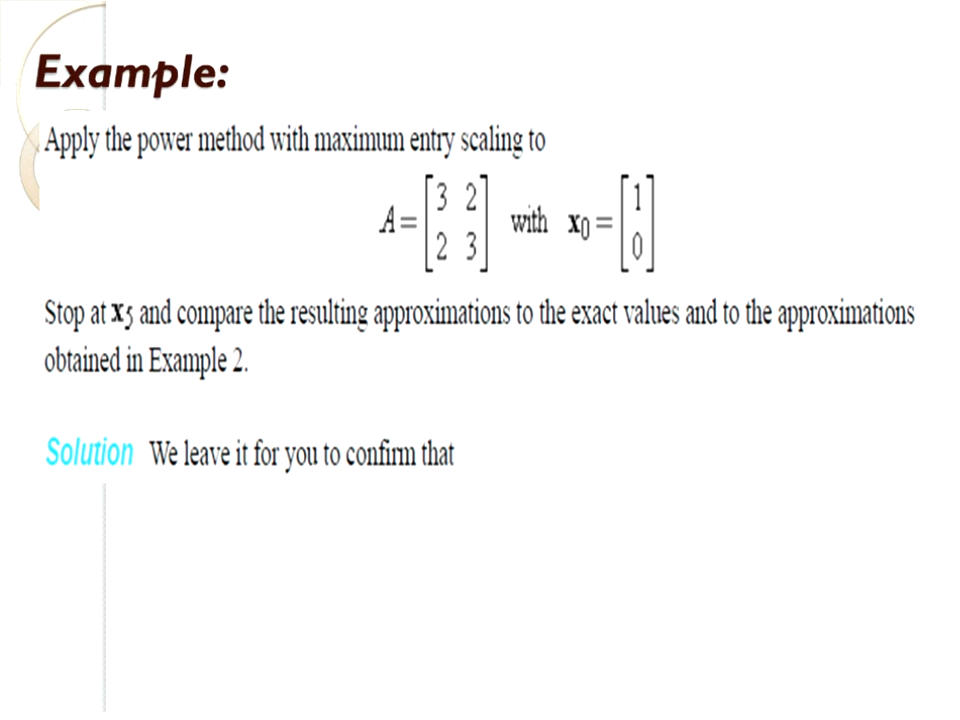 Example:
Apply the power method with maximum entry scaling to
A = [3 2; 2 3] with x0 = [1; 0]
Stop at x5 and compare the resulting approximations to the exact values and to the approximations
obtained in Example 2.
Solution We leave it for you to confirm that